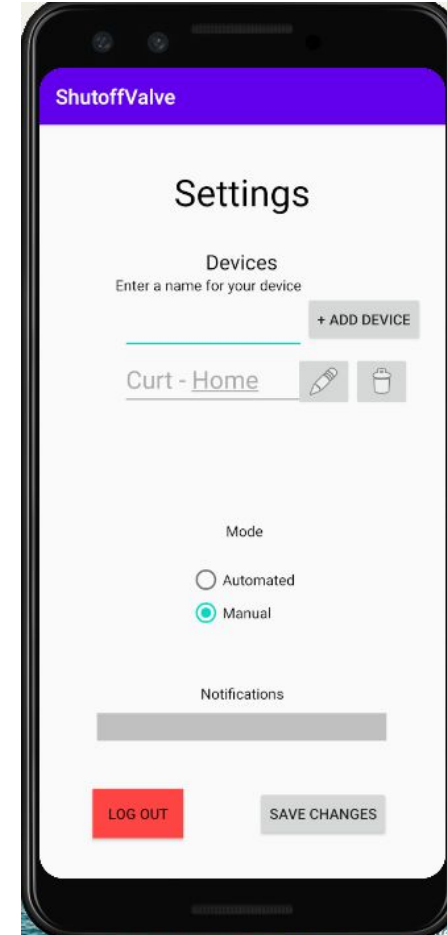 ShutoffValve
Settings
Devices
Enter a name for your device
+ ADD DEVICE
Curt - Home
Mode
Automated
Manual
Notifications
LOG OUT
SAVE CHANGES